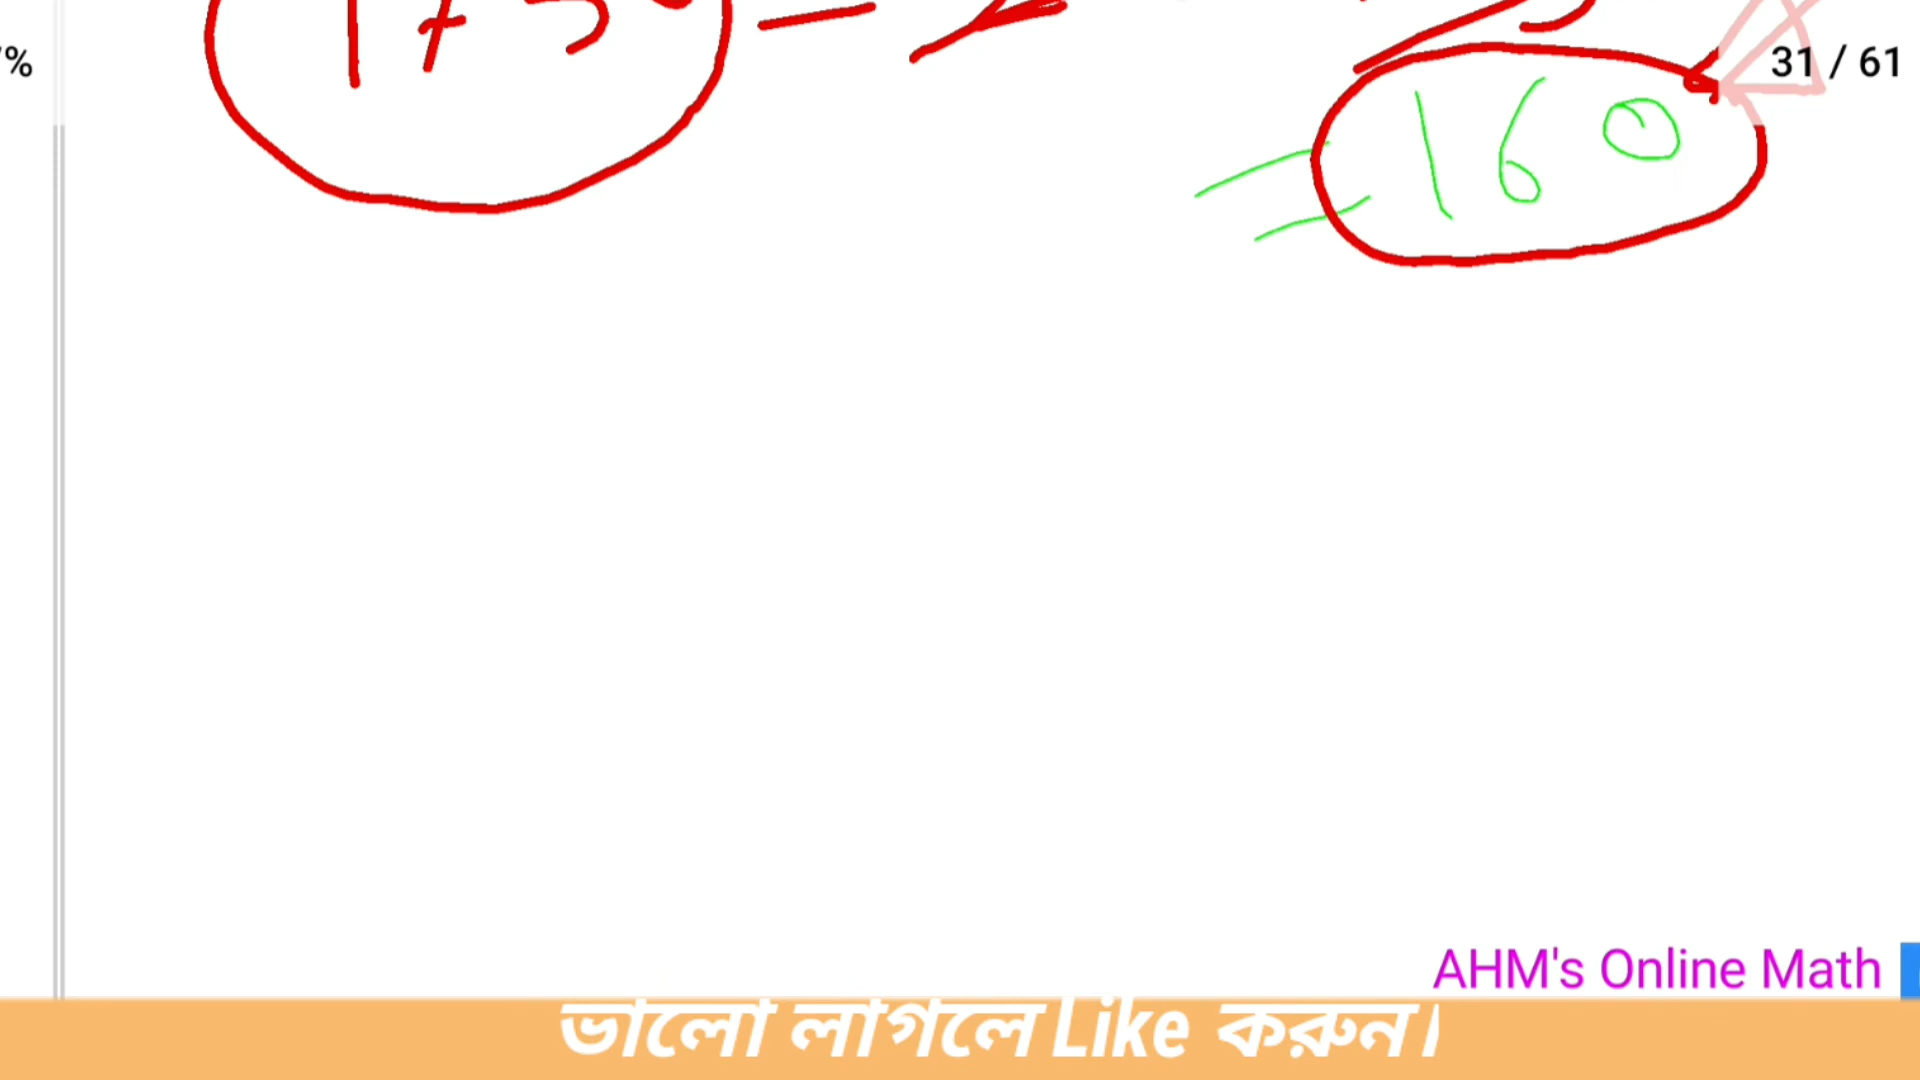 %
31 / 61
= 160
AHM's Online Math
ভালো লাগলে Like করুন।